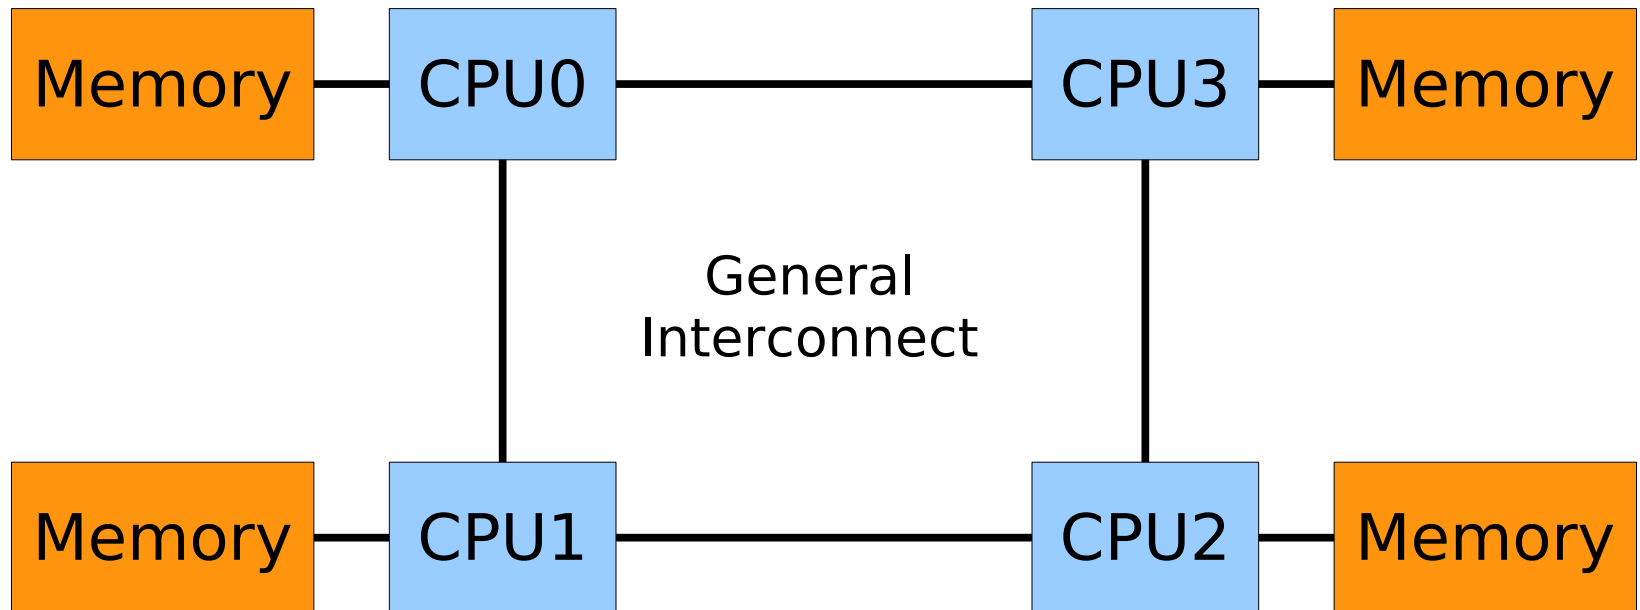 Memory
CPU0
CPU3
Memory
General
Interconnect
Memory
CPU1
CPU2
Memory